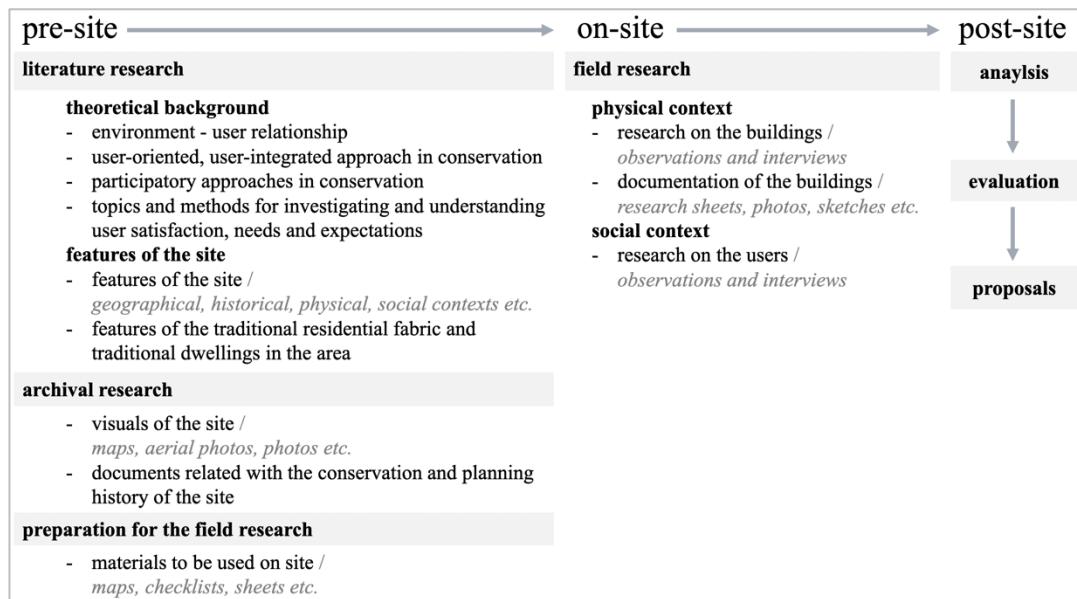 pre-site
literature research
theoretical background
- environment - user relationship
- user-oriented, user-integrated approach in conservation
- participatory approaches in conservation
- topics and methods for investigating and understanding
user satisfaction, needs and expectations
features of the site
- features of the site /
geographical, historical, physical, social contexts etc.
- features of the traditional residential fabric and
traditional dwellings in the area
archival research
- visuals of the site /
maps, aerial photos, photos etc.
- documents related with the conservation and planning
history of the site
preparation for the field research
- materials to be used on site /
maps, checklists, sheets etc.
on-site
field research
physical context
- research on the buildings /
observations and interviews
- documentation of the buildings /
research sheets, photos, sketches etc.
social context
- research on the users /
observations and interviews
post-site
anaylsis
evaluation
proposals